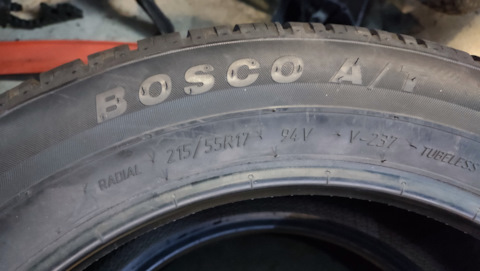 BOSCO A/T
RADIAL 215/55R17 94V V-237 TUBELESS